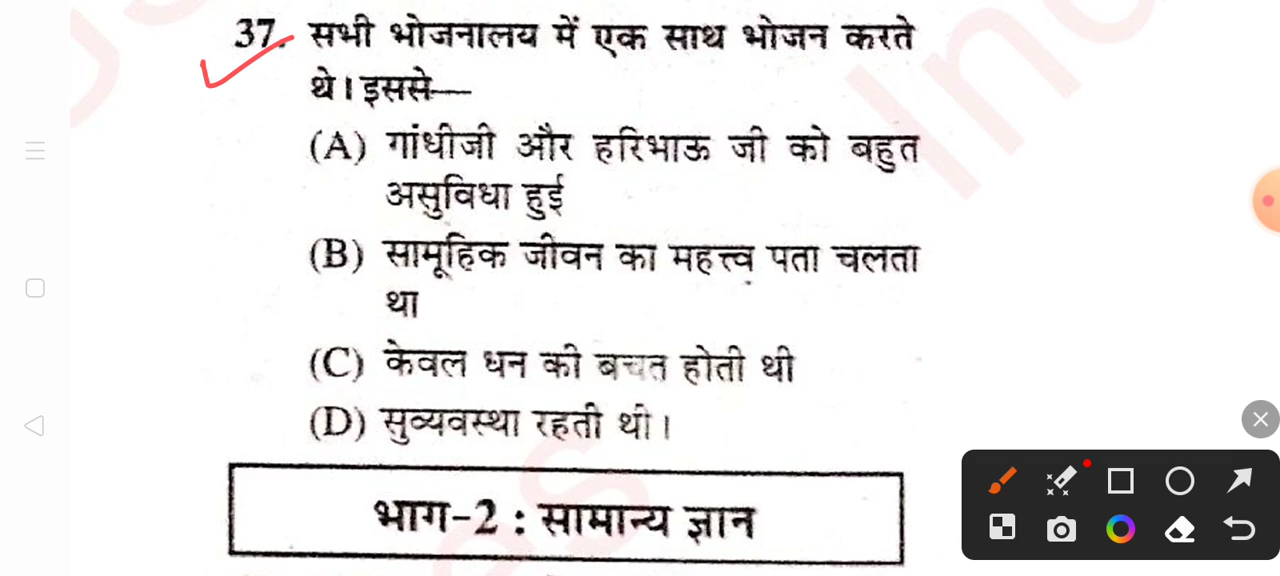 37. सभी भोजनालय में एक साथ भोजन करते
थे। इससे—
(A) गांधीजी और हरिभाऊ जी को बहुत
असुविधा हुई
(B) सामूहिक जीवन का महत्त्व पता चलता
था
(C) केवल धन की बचत होती थी
(D) सुव्यवस्था रहती थी।
भाग-2 : सामान्य ज्ञान